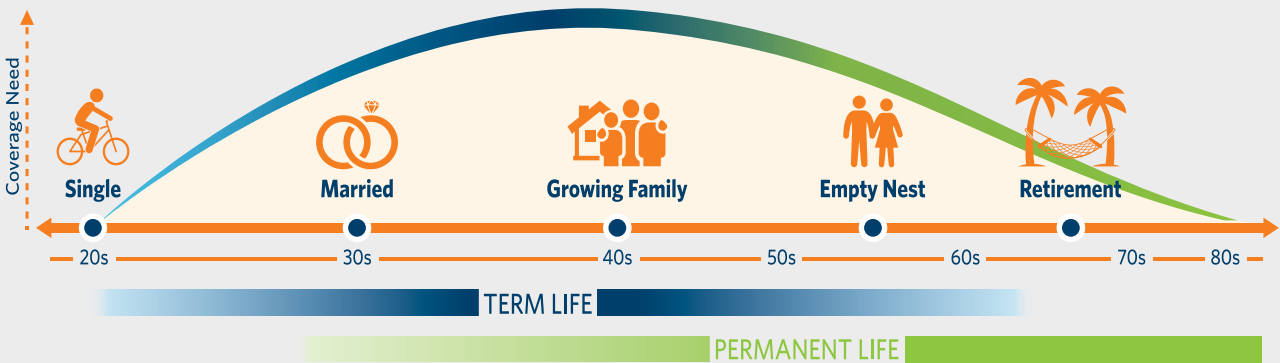 Coverage Need
Single
Married
Growing Family
Empty Nest
Retirement
20s
30s
40s
50s
60s
70s
80s
TERM LIFE
PERMANENT LIFE